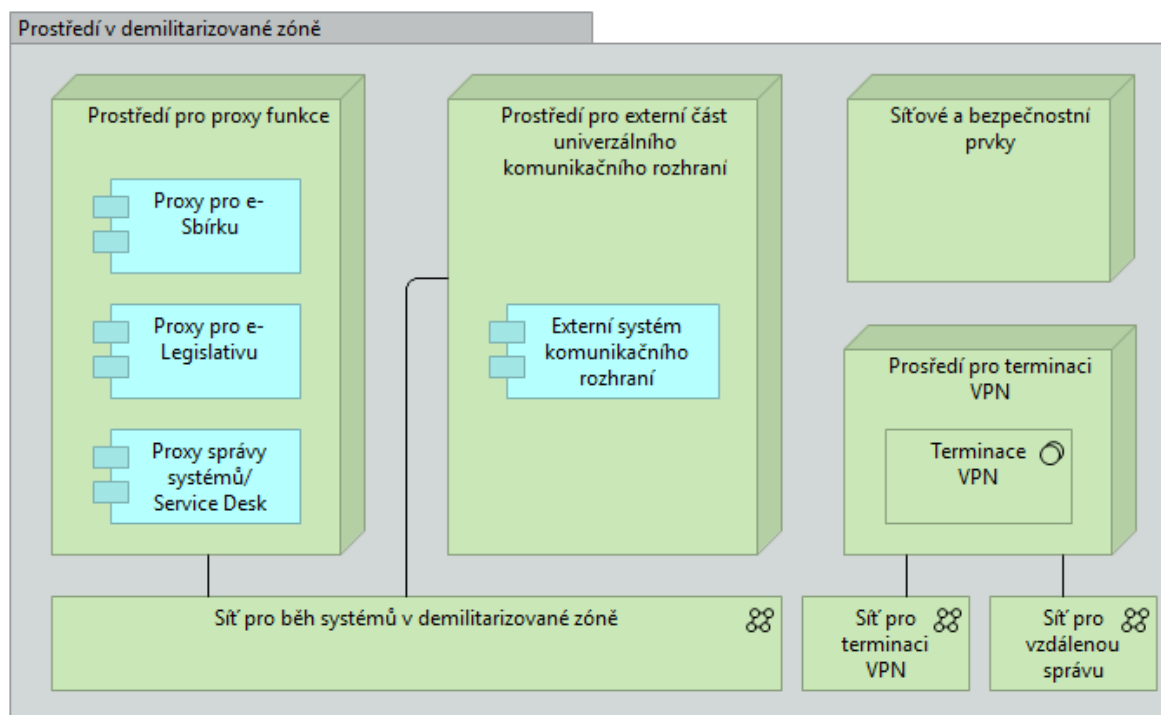 Prostředí v demilitarizované zóně
Prostředí pro proxy funkce
Proxy pro e-
Sbírku
Proxy pro e-
Legislativu
Proxy správy
systémů/
Service Desk
Prostředí pro externí část
univerzálního
komunikačního rozhraní
Externí systém
komunikačního
rozhraní
Síťové a bezpečnostní
prvky
Prosředí pro terminaci
VPN
Terminace
VPN
Síť pro běh systémů v demilitarizované zóně
Síť pro
terminaci
VPN
Síť pro
vzdálenou
správu